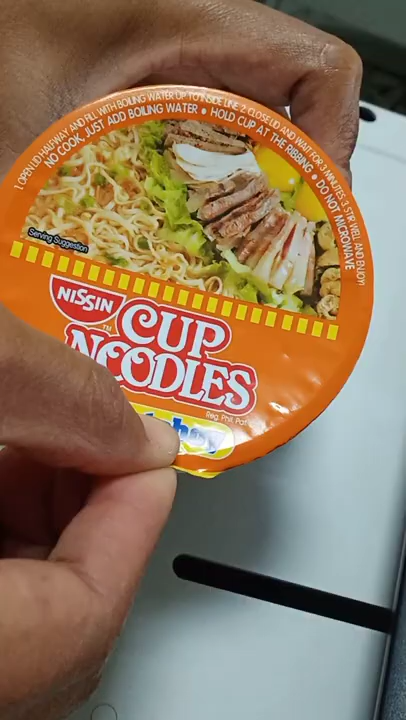 1. OPEN LID HALFWAY AND FILL WITH BOILING WATER UP TO INSIDE LINE 2. CLOSE LID AND WAIT FOR 3 MINUTES 3. STIR WELL AND ENJOY!
NO COOK, JUST ADD BOILING WATER • HOLD CUP AT THE RIBBING • DO NOT MICROWAVE
Serving Suggestion
NISSIN
TM
CUP
NOODLES
Reg. Phil. Pat.